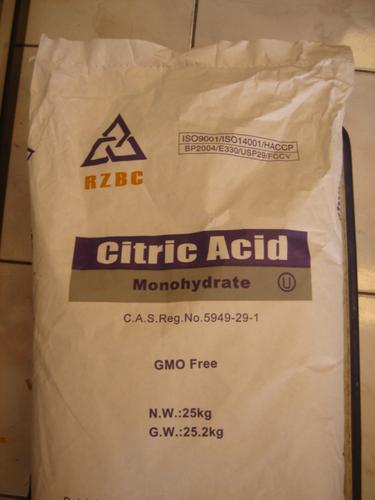 ISO9001/ISO14001/HACCP
BP2004/E330/USP29/FCCV
RZBC
Citric Acid
Monohydrate U
C.A.S.Reg.No.5949-29-1
GMO Free
N.W.:25kg
G.W.:25.2kg